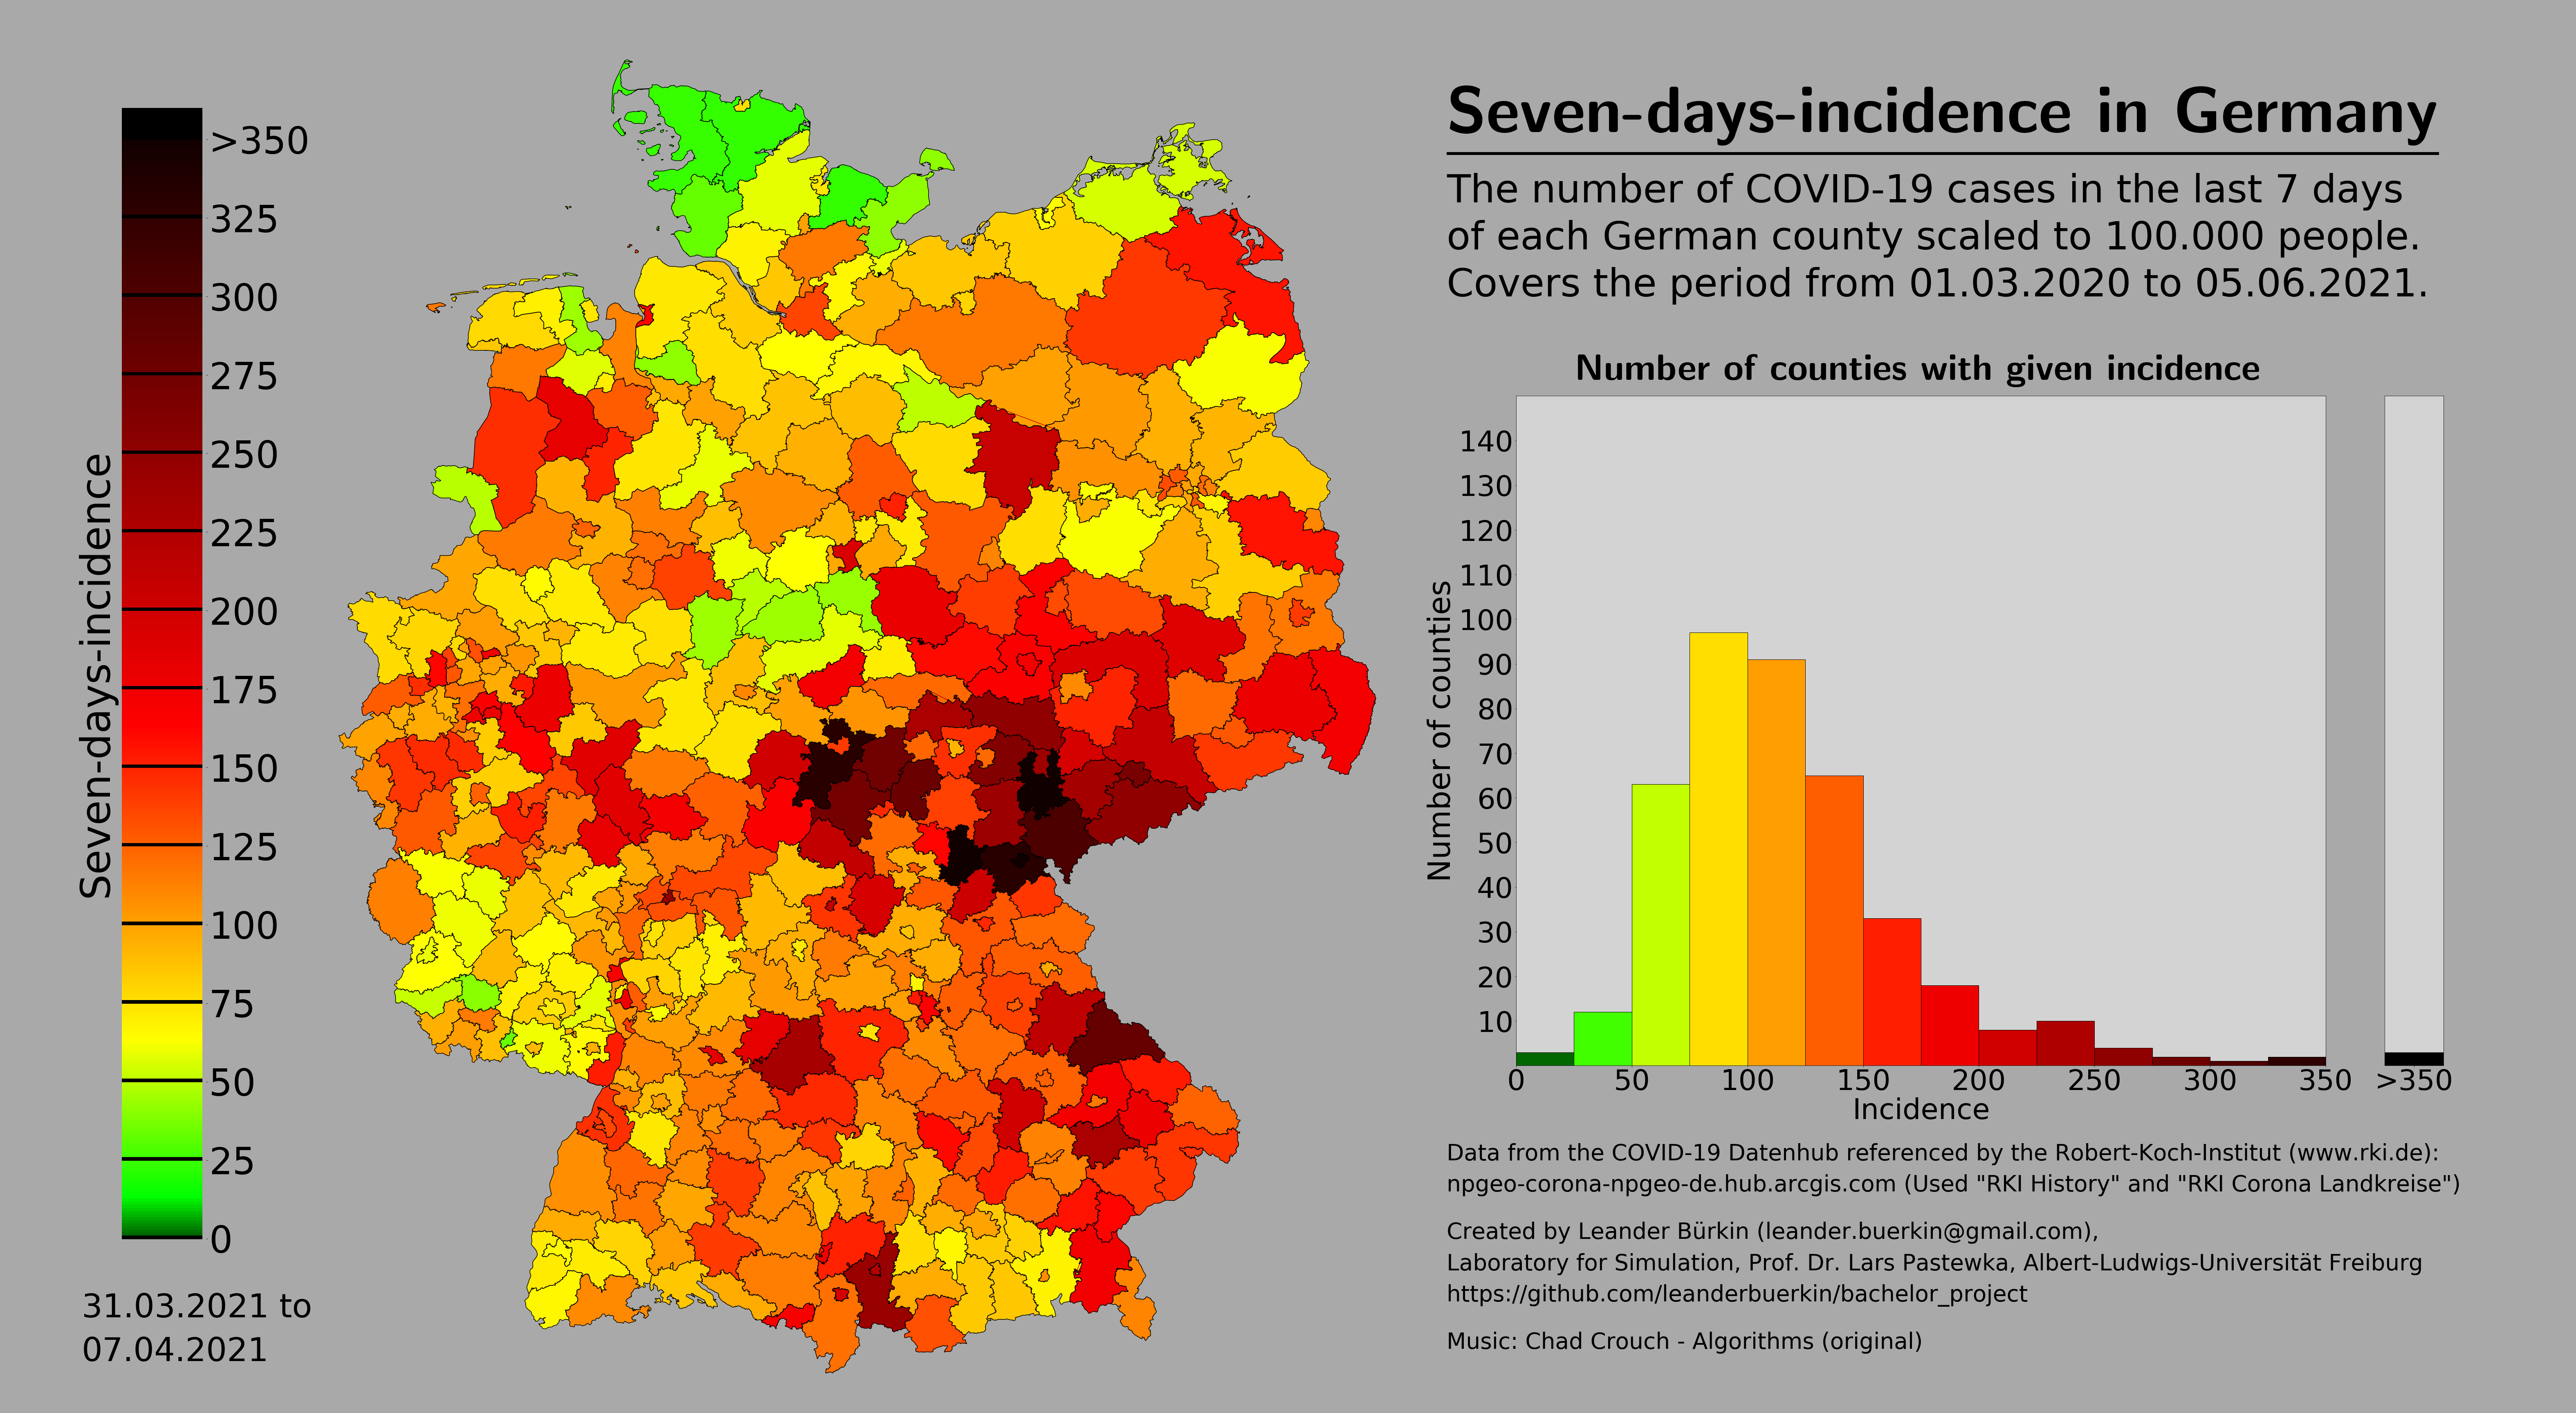 Seven-days-incidence in Germany
The number of COVID-19 cases in the last 7 days
of each German county scaled to 100.000 people.
Covers the period from 01.03.2020 to 05.06.2021.
Seven-days-incidence
>350
325
300
275
250
225
200
175
150
125
100
75
50
25
0
31.03.2021 to
07.04.2021
Number of counties with given incidence
Number of counties
140
130
120
110
100
90
80
70
60
50
40
30
20
10
0 50 100 150 200 250 300 350 >350
Incidence
Data from the COVID-19 Datenhub referenced by the Robert-Koch-Institut (www.rki.de):
npgeo-corona-npgeo-de.hub.arcgis.com (Used "RKI History" and "RKI Corona Landkreise")
Created by Leander Bürkin (leander.buerkin@gmail.com),
Laboratory for Simulation, Prof. Dr. Lars Pastewka, Albert-Ludwigs-Universität Freiburg
https://github.com/leanderbuerkin/bachelor_project
Music: Chad Crouch - Algorithms (original)